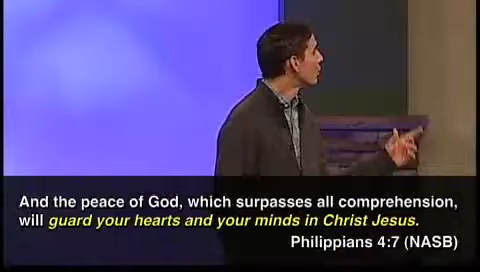 And the peace of God, which surpasses all comprehension,
will guard your hearts and your minds in Christ Jesus.
Philippians 4:7 (NASB)